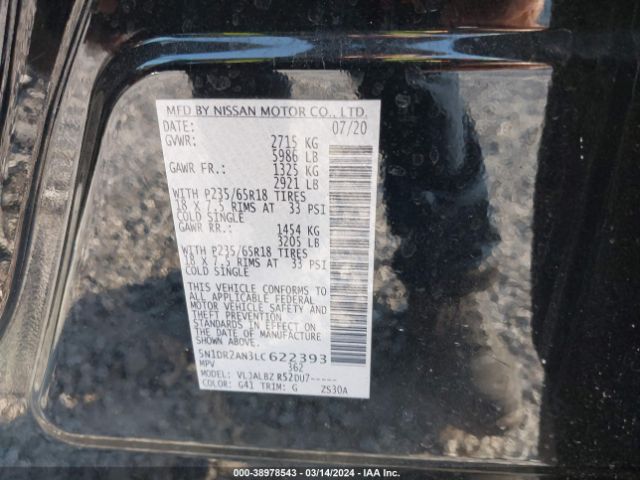 MFD BY NISSAN MOTOR CO., LTD.
DATE: 07/20
GVWR: 2715 KG
5986 LB
GAWR FR.: 1325 KG
2921 LB
WITH P235/65R18 TIRES
18 X 7.5 RIMS AT 33 PSI
COLD SINGLE
GAWR RR.: 1454 KG
3205 LB
WITH P235/65R18 TIRES
18 X 7.5 RIMS AT 33 PSI
COLD SINGLE
THIS VEHICLE CONFORMS TO
ALL APPLICABLE FEDERAL
MOTOR VEHICLE SAFETY AND
THEFT PREVENTION
STANDARDS IN EFFECT ON
THE DATE OF MANUFACTURE
SHOWN ABOVE.
5N1DR2AN3LC622393
MPV 362
MODEL: VLJALBZ R52DU7-----
COLOR: G41 TRIM: G ZS30A
000-38978543 — 03/14/2024 — IAA Inc.